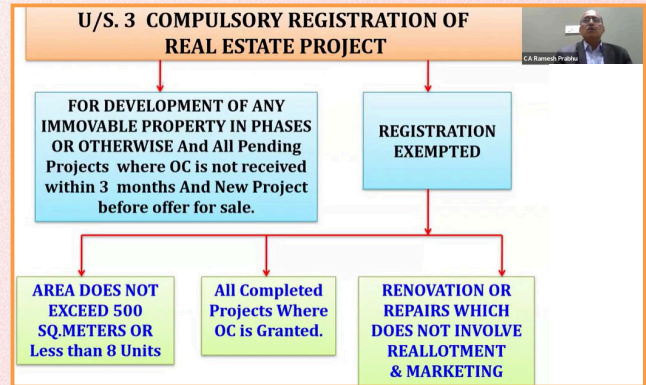 U/S. 3 COMPULSORY REGISTRATION OF
REAL ESTATE PROJECT
CA Ramesh Prabhu
FOR DEVELOPMENT OF ANY
IMMOVABLE PROPERTY IN PHASES
OR OTHERWISE And All Pending
Projects where OC is not received
within 3 months And New Project
before offer for sale.
REGISTRATION
EXEMPTED
AREA DOES NOT
EXCEED 500
SQ.METERS OR
Less than 8 Units
All Completed
Projects Where
OC is Granted.
RENOVATION OR
REPAIRS WHICH
DOES NOT INVOLVE
REALLOTMENT
& MARKETING